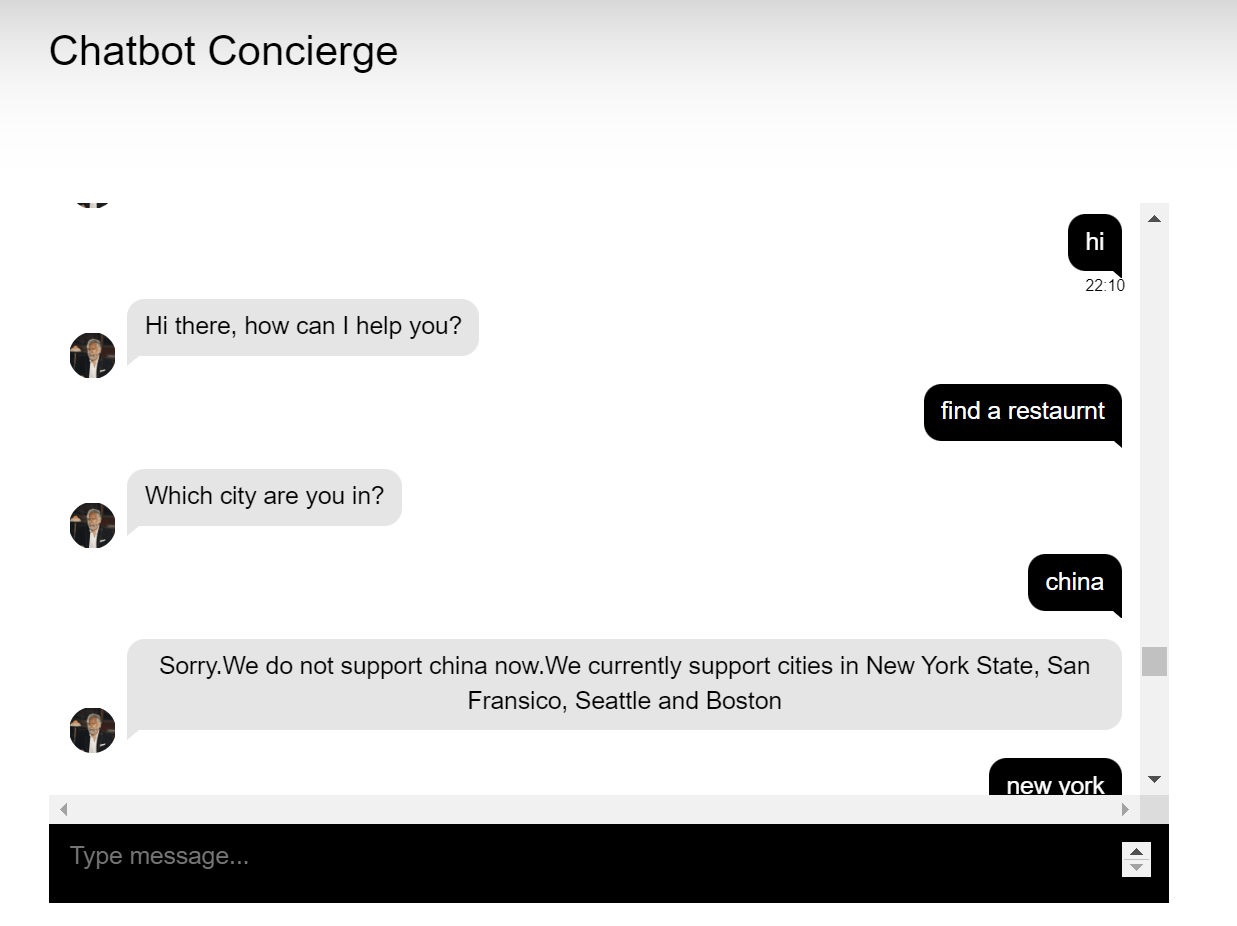 Chatbot Concierge
hi
22:10
Hi there, how can I help you?
find a restaurnt
Which city are you in?
china
Sorry.We do not support china now.We currently support cities in New York State, San
Fransico, Seattle and Boston
new york
Type message...